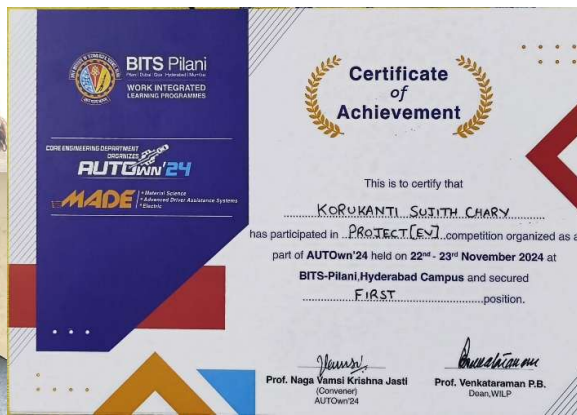 BITS Pilani
Pilani | Dubai | Goa | Hyderabad | Mumbai
WORK INTEGRATED
LEARNING PROGRAMMES
CORE ENGINEERING DEPARTMENT
ORGANIZES
AUTOwn'24
MADE
Material Science
Advanced Driver Assistance Systems
Electric
Certificate
of
Achievement
This is to certify that
KORUKANTI SUJITH CHARY
has participated in PROJECT[EV] competition organized as a
part of AUTOwn'24 held on 22nd - 23rd November 2024 at
BITS-Pilani,Hyderabad Campus and secured
FIRST position.
Prof. Naga Vamsi Krishna Jasti
(Convener)
AUTOwn'24
Prof. Venkataraman P.B.
Dean,WILP